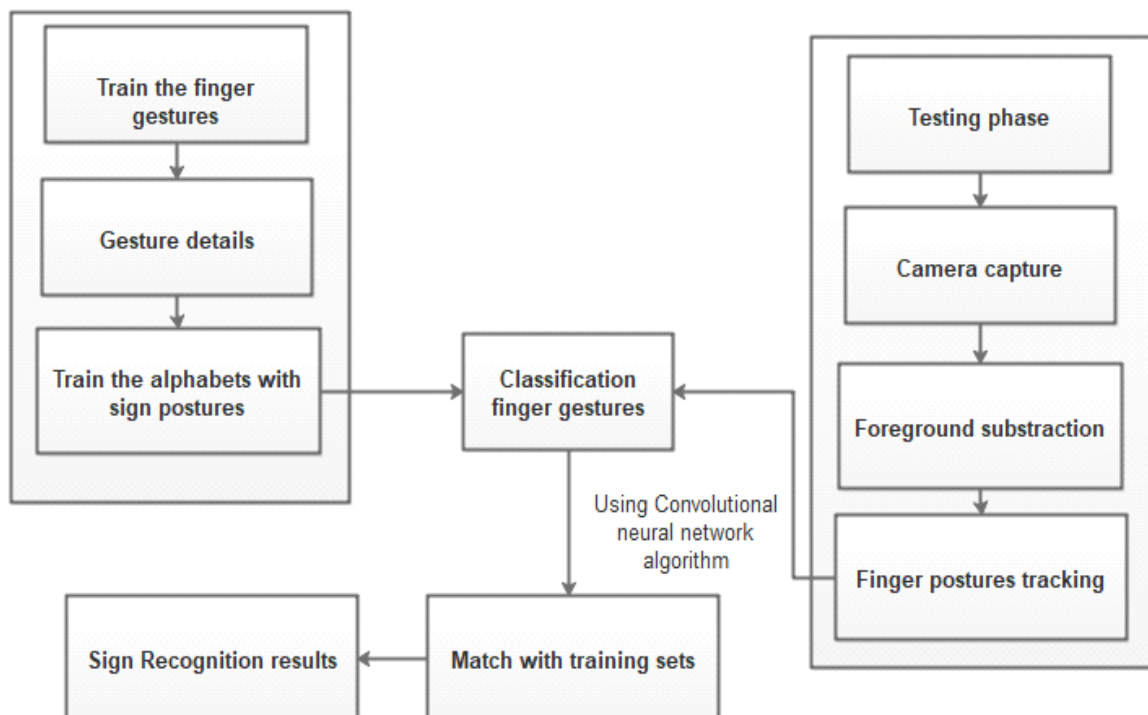 Train the finger
gestures
Gesture details
Train the alphabets with
sign postures
Classification
finger gestures
Using Convolutional
neural network
algorithm
Match with training sets
Sign Recognition results
Testing phase
Camera capture
Foreground substraction
Finger postures tracking